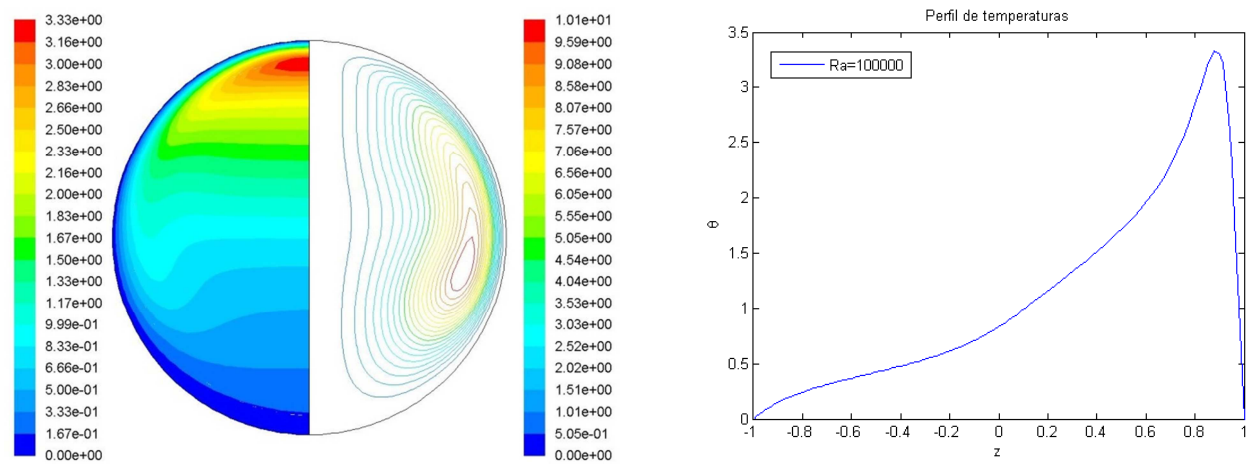 3.33e+00
3.16e+00
3.00e+00
2.83e+00
2.66e+00
2.50e+00
2.33e+00
2.16e+00
2.00e+00
1.83e+00
1.67e+00
1.50e+00
1.33e+00
1.17e+00
9.99e-01
8.33e-01
6.66e-01
5.00e-01
3.33e-01
1.67e-01
0.00e+00
1.01e+01
9.59e+00
9.08e+00
8.58e+00
8.07e+00
7.57e+00
7.06e+00
6.56e+00
6.05e+00
5.55e+00
5.05e+00
4.54e+00
4.04e+00
3.53e+00
3.03e+00
2.52e+00
2.02e+00
1.51e+00
1.01e+00
5.05e-01
0.00e+00
Perfil de temperaturas
Ra=100000
3.5
3
2.5
2
1.5
1
0.5
0
θ
-1 -0.8 -0.6 -0.4 -0.2 0 0.2 0.4 0.6 0.8 1
z